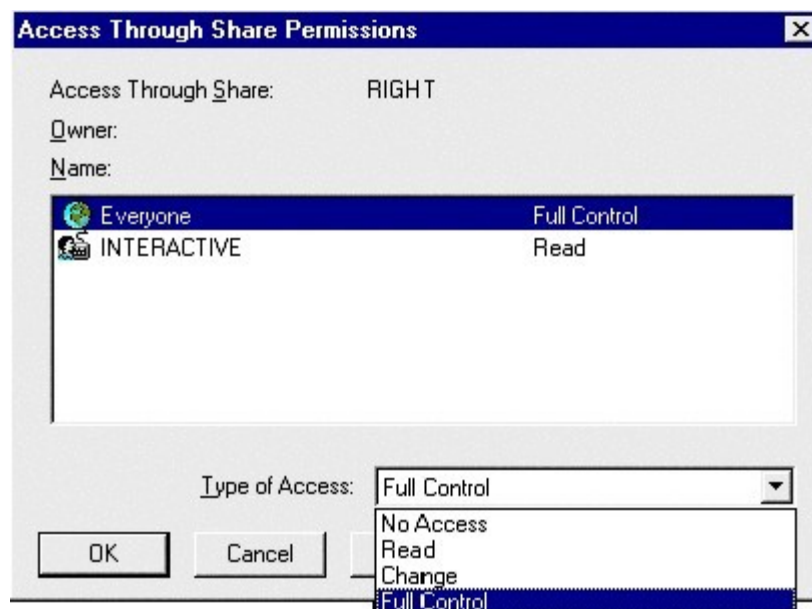 Access Through Share Permissions
Access Through Share: RIGHT
Owner:
Name:
Everyone Full Control
INTERACTIVE Read
Type of Access: Full Control
No Access
Read
Change
Full Control
OK Cancel